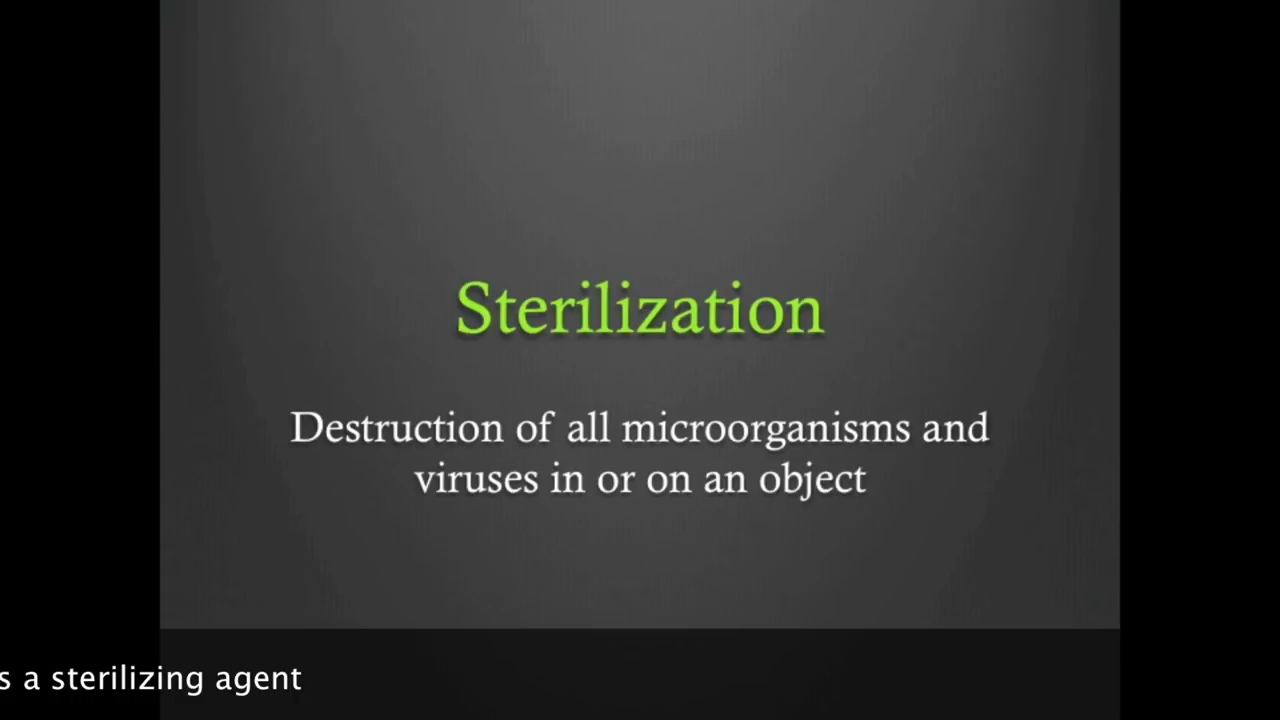 Sterilization
Destruction of all microorganisms and
viruses in or on an object
s a sterilizing agent